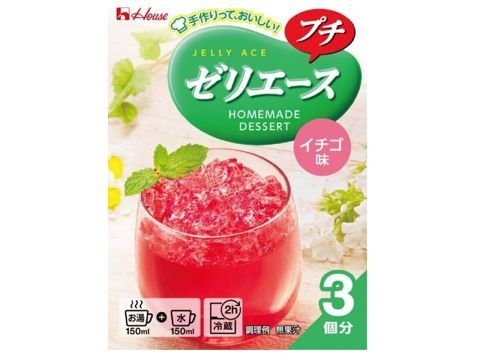 House
手作りって、おいしい!
プチ
JELLY ACE
ゼリエース
HOMEMADE
DESSERT
イチゴ
味
お湯
150ml
+
水
150ml
2h
冷蔵
調理例 無果汁
3
個分